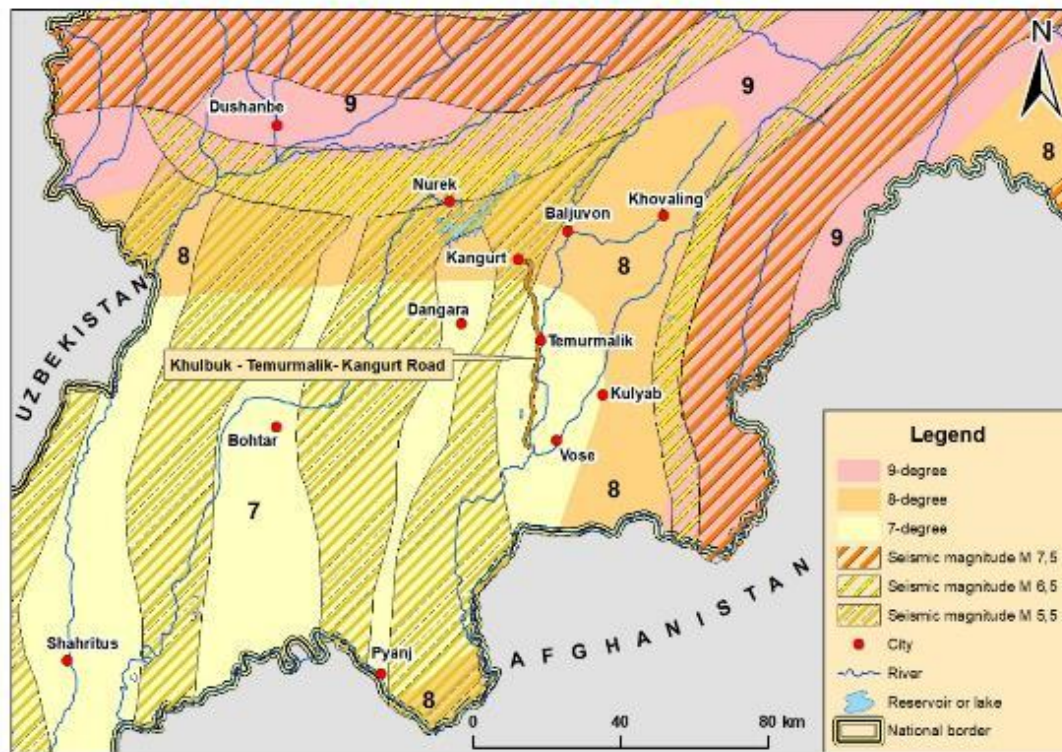 N
9
Dushanbe
9
8
Nurek
Khovaling
Baljuvon
9
8
Kangurt
8
UZBEKISTAN
Dangara
Temurmalik
Khulbuk - Temurmalik- Kangurt Road
Kulyab
Bohtar
Vose
7
8
Legend
9-degree
8-degree
7-degree
Seismic magnitude M 7,5
Seismic magnitude M 6,5
Seismic magnitude M 5,5
City
River
Reservoir or lake
National border
AFGHANISTAN
Shahritus
Pyanj
8
0 40 80 km